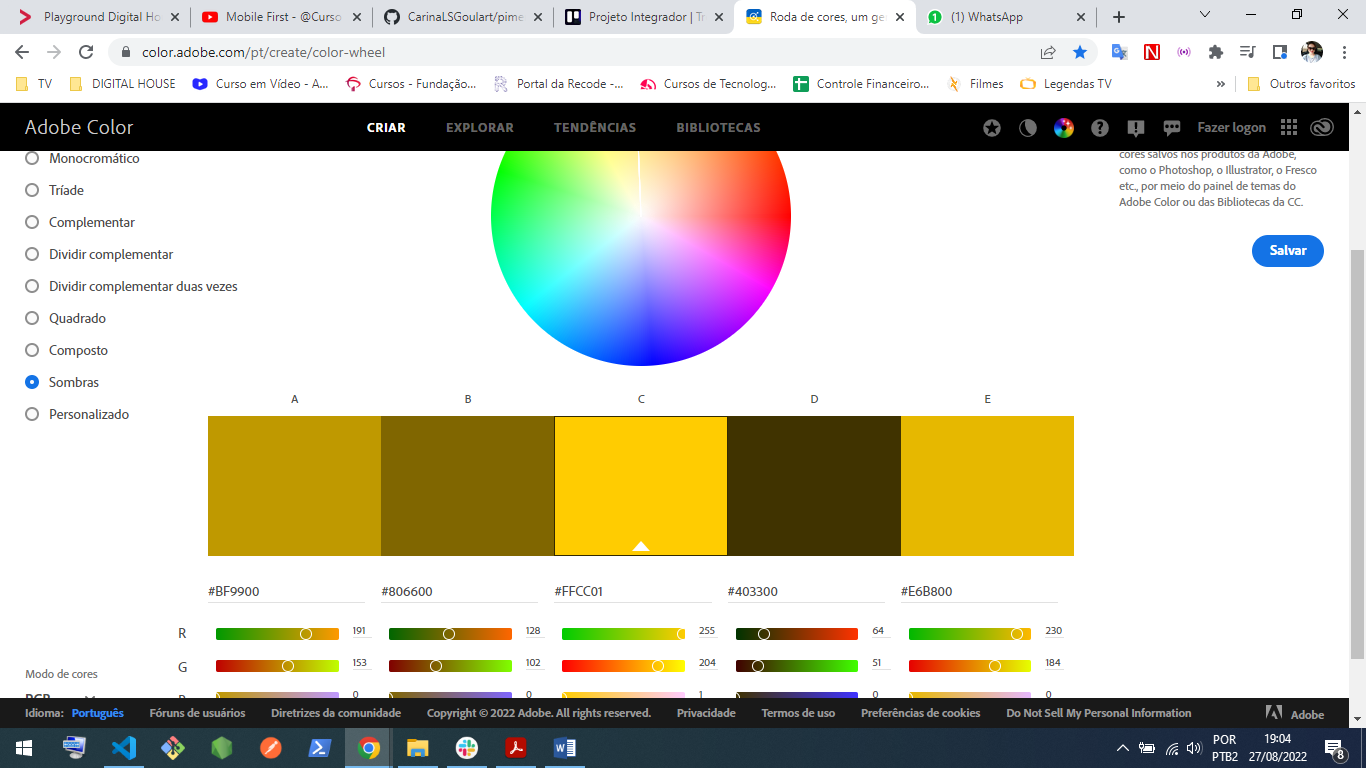 Playground Digital Ho
Mobile First - @Curso
CarinaLSGoulart/pime
Projeto Integrador | Tr
Roda de cores, um ge
(1) WhatsApp
color.adobe.com/pt/create/color-wheel
TV
DIGITAL HOUSE
Curso em Vídeo - A...
Cursos - Fundação...
Portal da Recode -...
Cursos de Tecnolog...
Controle Financeiro...
Filmes
Legendas TV
»
Outros favoritos
Adobe Color
CRIAR
EXPLORAR
TENDÊNCIAS
BIBLIOTECAS
Fazer logon
cores salvos nos produtos da Adobe,
como o Photoshop, o Illustrator, o Fresco
etc., por meio do painel de temas do
Adobe Color ou das Bibliotecas da CC.
Salvar
Monocromático
Tríade
Complementar
Dividir complementar
Dividir complementar duas vezes
Quadrado
Composto
Sombras
Personalizado
A B C D E
#BF9900 #806600 #FFCC01 #403300 #E6B800
R 191 128 255 64 230
G 153 102 204 51 184
B 0 0 1 0 0
Modo de cores
RGB
Idioma: Português
Fóruns de usuários
Diretrizes da comunidade
Copyright © 2022 Adobe. All rights reserved.
Privacidade
Termos de uso
Preferências de cookies
Do Not Sell My Personal Information
Adobe
POR
PTB2
19:04
27/08/2022
8